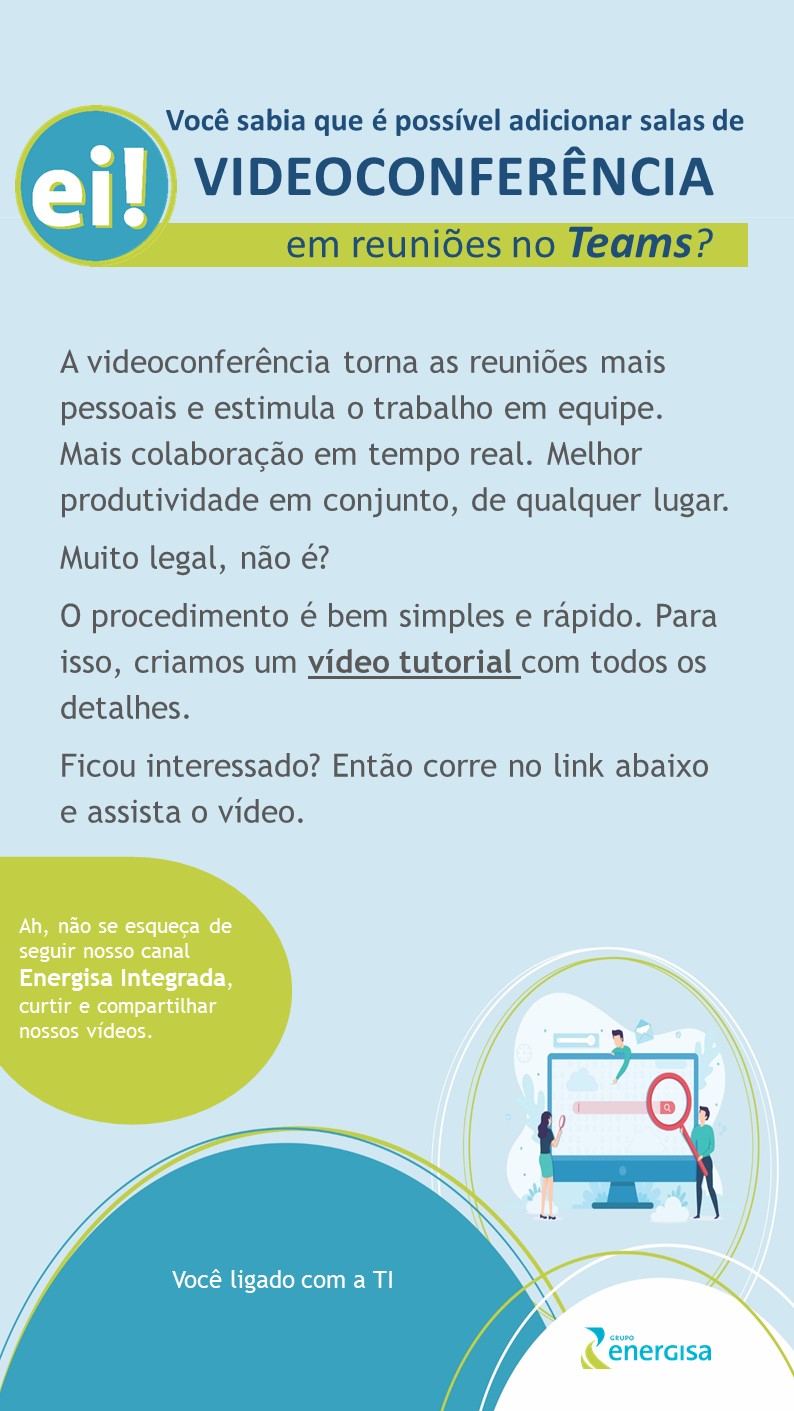 ei!
Você sabia que é possível adicionar salas de
VIDEOCONFERÊNCIA
em reuniões no Teams?
A videoconferência torna as reuniões mais
pessoais e estimula o trabalho em equipe.
Mais colaboração em tempo real. Melhor
produtividade em conjunto, de qualquer lugar.
Muito legal, não é?
O procedimento é bem simples e rápido. Para
isso, criamos um vídeo tutorial com todos os
detalhes.
Ficou interessado? Então corre no link abaixo
e assista o vídeo.
Ah, não se esqueça de
seguir nosso canal
Energisa Integrada,
curtir e compartilhar
nossos vídeos.
Você ligado com a TI
GRUPO
energisa